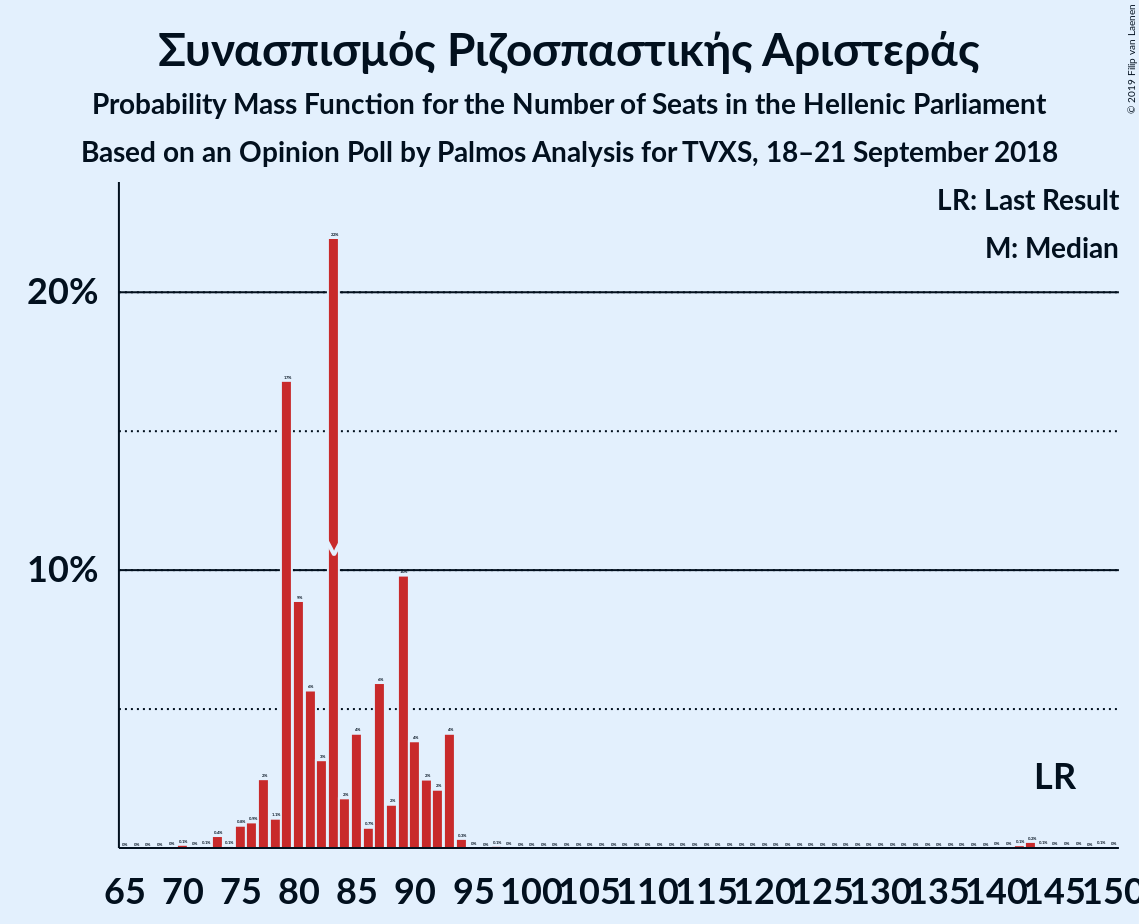 Συνασπισμός Ριζοσπαστικής Αριστεράς
Probability Mass Function for the Number of Seats in the Hellenic Parliament
Based on an Opinion Poll by Palmos Analysis for TVXS, 18–21 September 2018
© 2019 Filip van Laenen
LR: Last Result
M: Median
20%
10%
LR
65 70 75 80 85 90 95 100 105 110 115 120 125 130 135 140 145 150